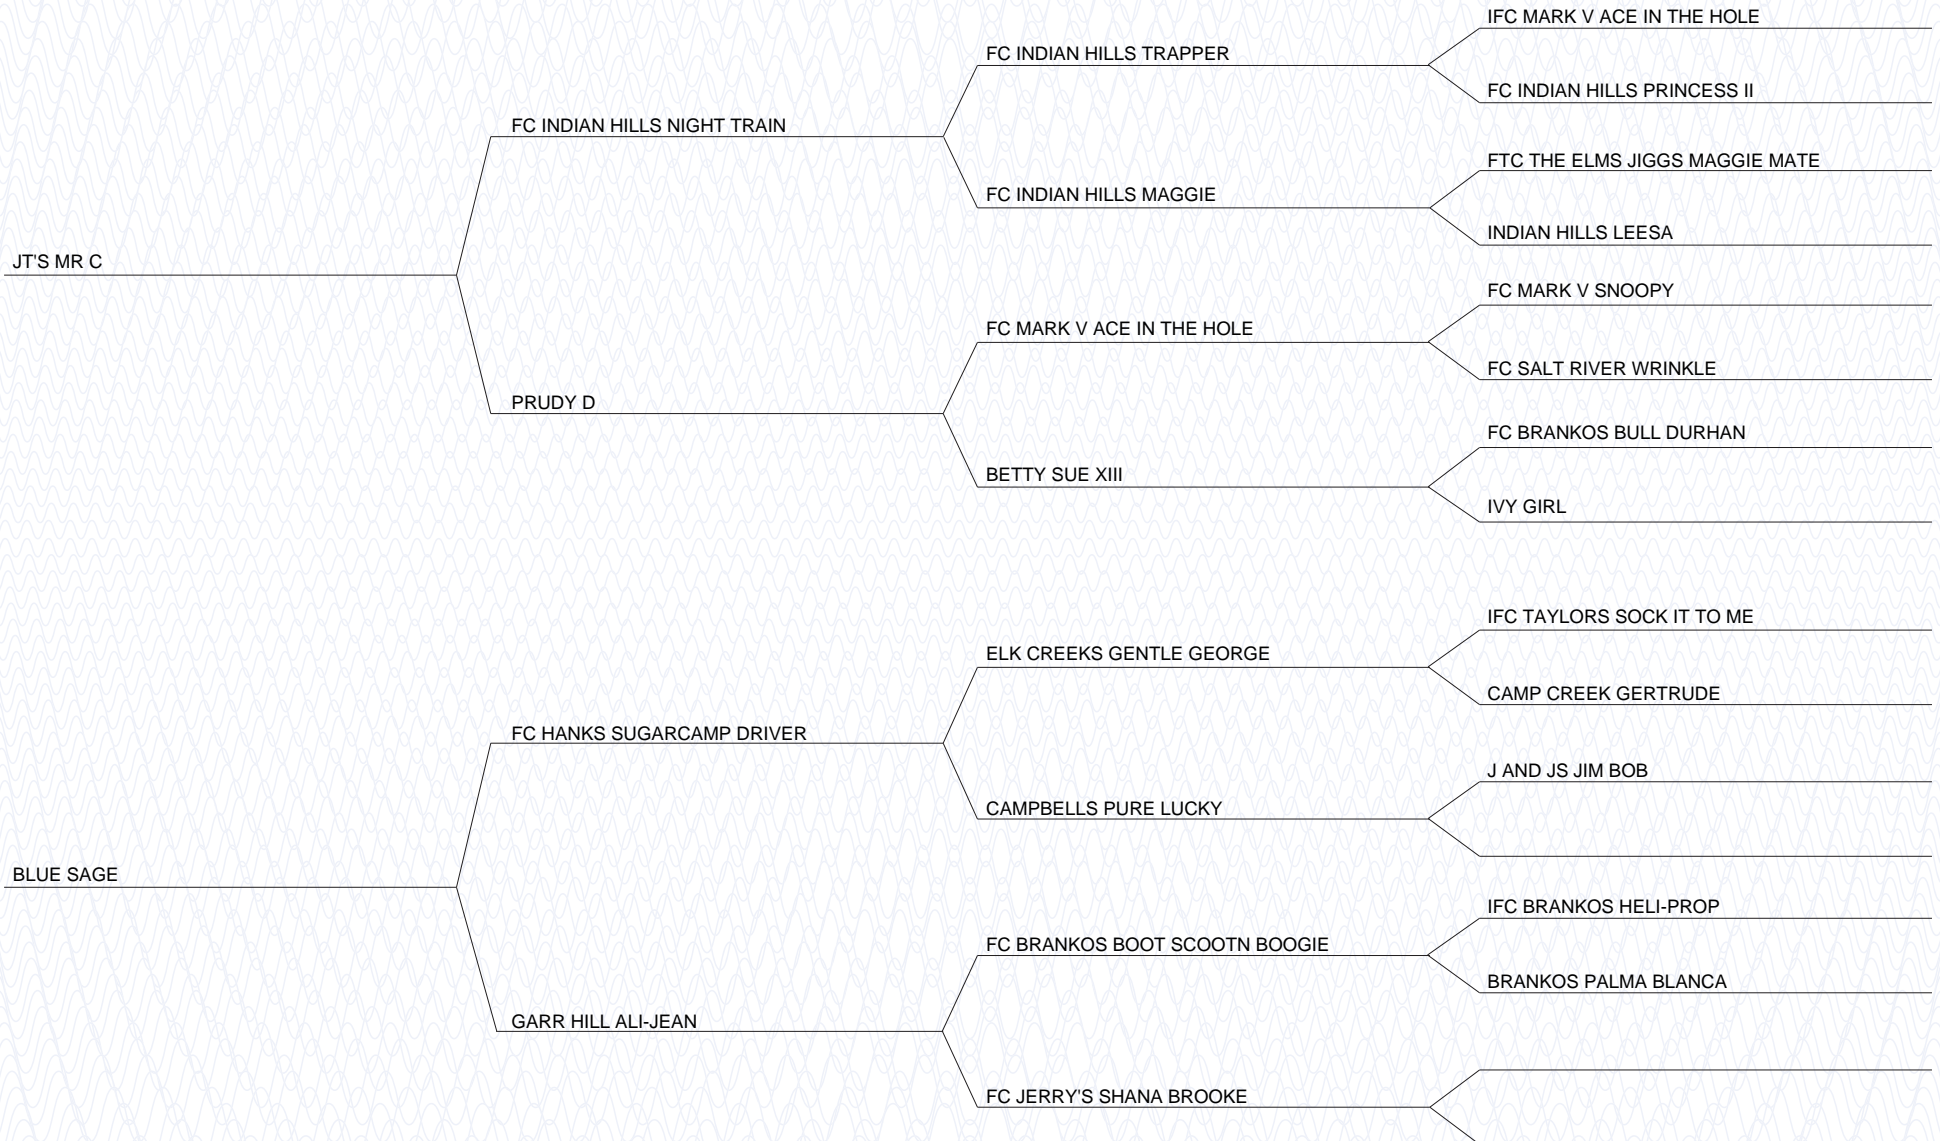 IFC MARK V ACE IN THE HOLE
FC INDIAN HILLS TRAPPER
FC INDIAN HILLS PRINCESS II
FC INDIAN HILLS NIGHT TRAIN
FTC THE ELMS JIGGS MAGGIE MATE
FC INDIAN HILLS MAGGIE
INDIAN HILLS LEESA
JT'S MR C
FC MARK V SNOOPY
FC MARK V ACE IN THE HOLE
FC SALT RIVER WRINKLE
PRUDY D
FC BRANKOS BULL DURHAN
BETTY SUE XIII
IVY GIRL
IFC TAYLORS SOCK IT TO ME
ELK CREEKS GENTLE GEORGE
CAMP CREEK GERTRUDE
FC HANKS SUGARCAMP DRIVER
J AND JS JIM BOB
CAMPBELLS PURE LUCKY
BLUE SAGE
IFC BRANKOS HELI-PROP
FC BRANKOS BOOT SCOOTN BOOGIE
BRANKOS PALMA BLANCA
GARR HILL ALI-JEAN
FC JERRY'S SHANA BROOKE